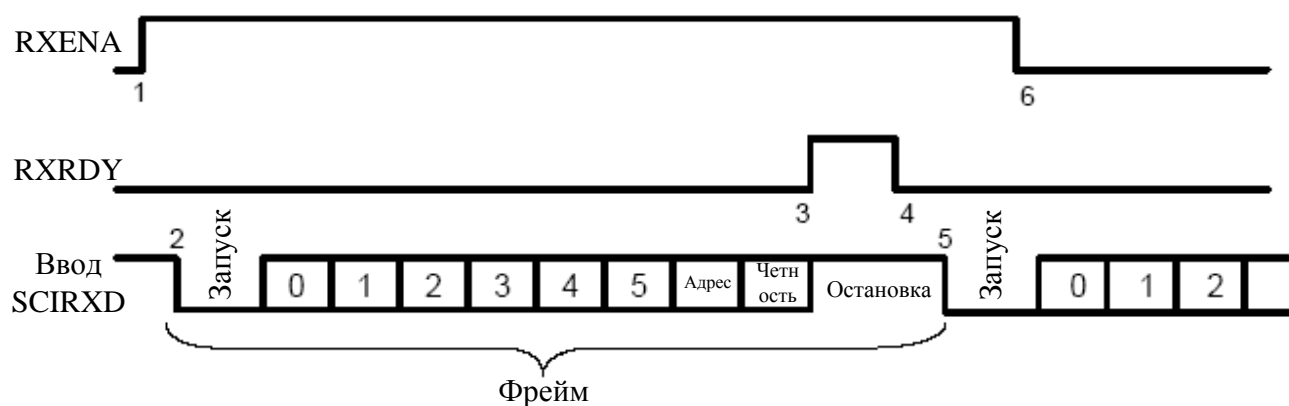 RXENA
1
6
RXRDY
3
4
2
Запуск
5
Запуск
Ввод
SCIRXD
0
1
2
3
4
5
Адрес
Четн
ость
Остановка
0
1
2
Фрейм